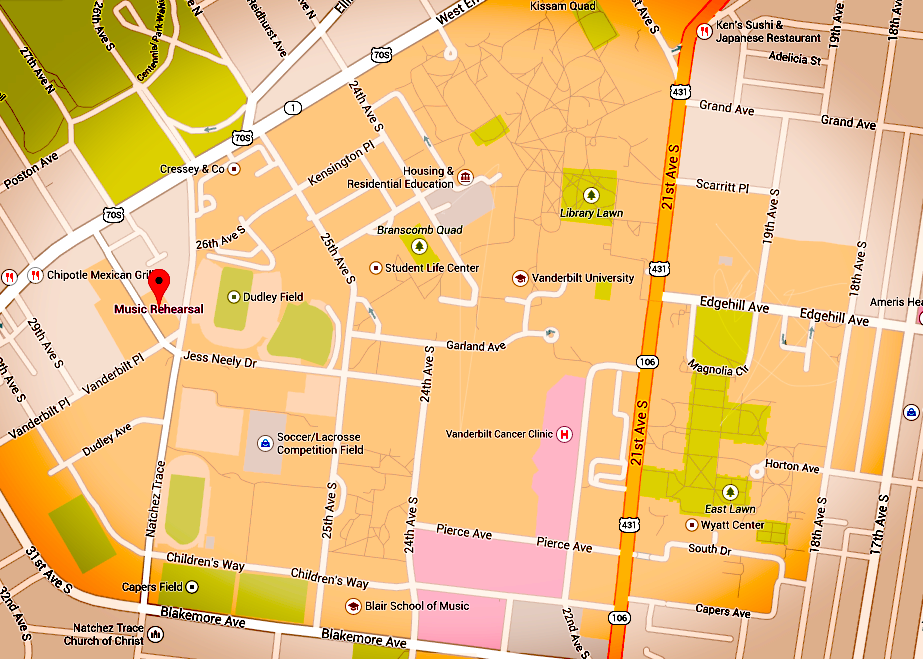 Kissam Quad
West En
Ken's Sushi &
Japanese Restaurant
19th Ave N
18th
Adelicia St
26th Ave N
Centennial Park Walk
27th Ave N
70S
1
431
Grand Ave
Grand Ave
24th Ave S
70S
Poston Ave
Cressey & Co
Kensington Pl
Housing &
Residential Education
21st Ave S
Scarritt Pl
Library Lawn
19th Ave S
70S
26th Ave S
25th Ave S
Branscomb Quad
Student Life Center
Vanderbilt University
431
18th Ave S
Chipotle Mexican Gril
Music Rehearsal
Dudley Field
Edgehill Ave
Edgehill Ave
Ameris Hea
29th Ave S
Garland Ave
Jess Neely Dr
106
Magnolia Cir
Vanderbilt Pl
Vanderbilt Pl
24th Ave S
Dudley Ave
Soccer/Lacrosse
Competition Field
Vanderbilt Cancer Clinic
H
21st Ave S
Horton Ave
Natchez Trace
25th Ave S
24th Ave S
East Lawn
431
Wyatt Center
18th Ave S
17th Ave S
Pierce Ave
Pierce Ave
South Dr
31st Ave S
Children's Way
Children's Way
Capers Field
Blair School of Music
Capers Ave
32nd Ave S
Blakemore Ave
Blakemore Ave
22nd Ave S
106
Natchez Trace
Church of Christ